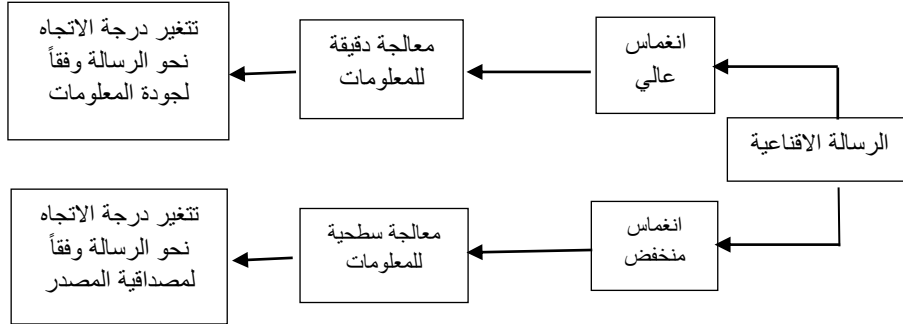 الرسالة الاقناعية
انغماس
عالي
معالجة دقيقة
للمعلومات
تتغير درجة الاتجاه
نحو الرسالة وفقاً
لجودة المعلومات
انغماس
منخفض
معالجة سطحية
للمعلومات
تتغير درجة الاتجاه
نحو الرسالة وفقاً
لمصداقية المصدر